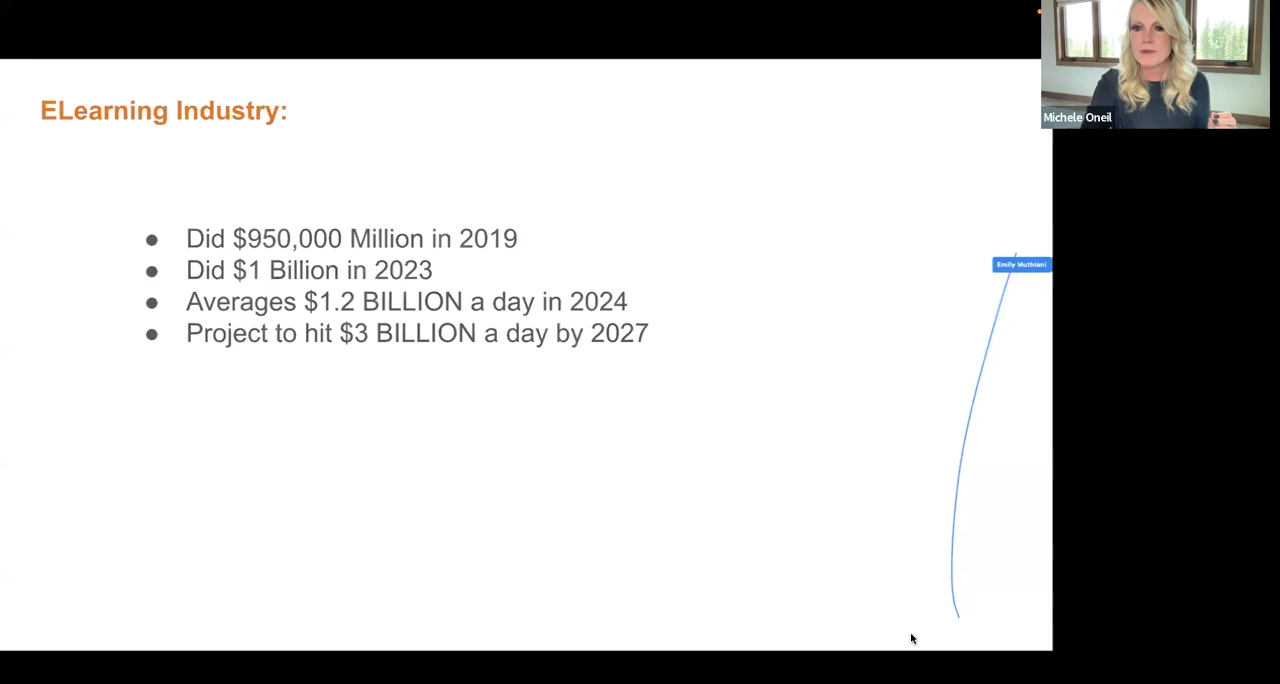 ELearning Industry:
Michele Oneil
● Did $950,000 Million in 2019
Emily Muthiani
● Did $1 Billion in 2023
● Averages $1.2 BILLION a day in 2024
● Project to hit $3 BILLION a day by 2027